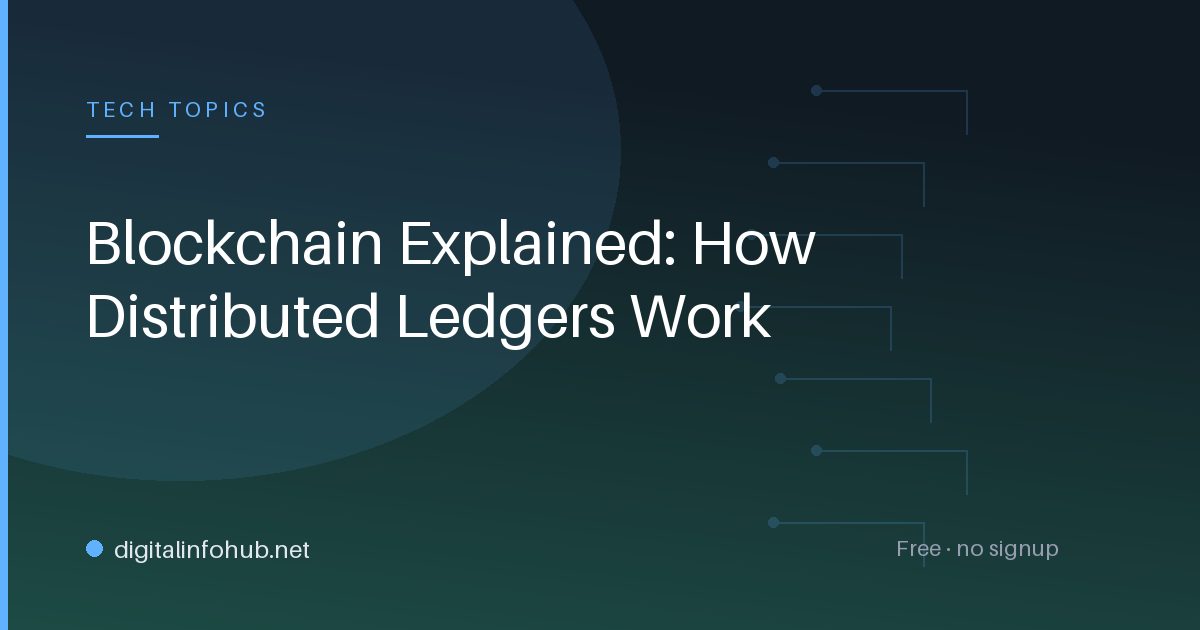 TECH TOPICS
Blockchain Explained: How
Distributed Ledgers Work
digitalinfohub.net
Free · no signup